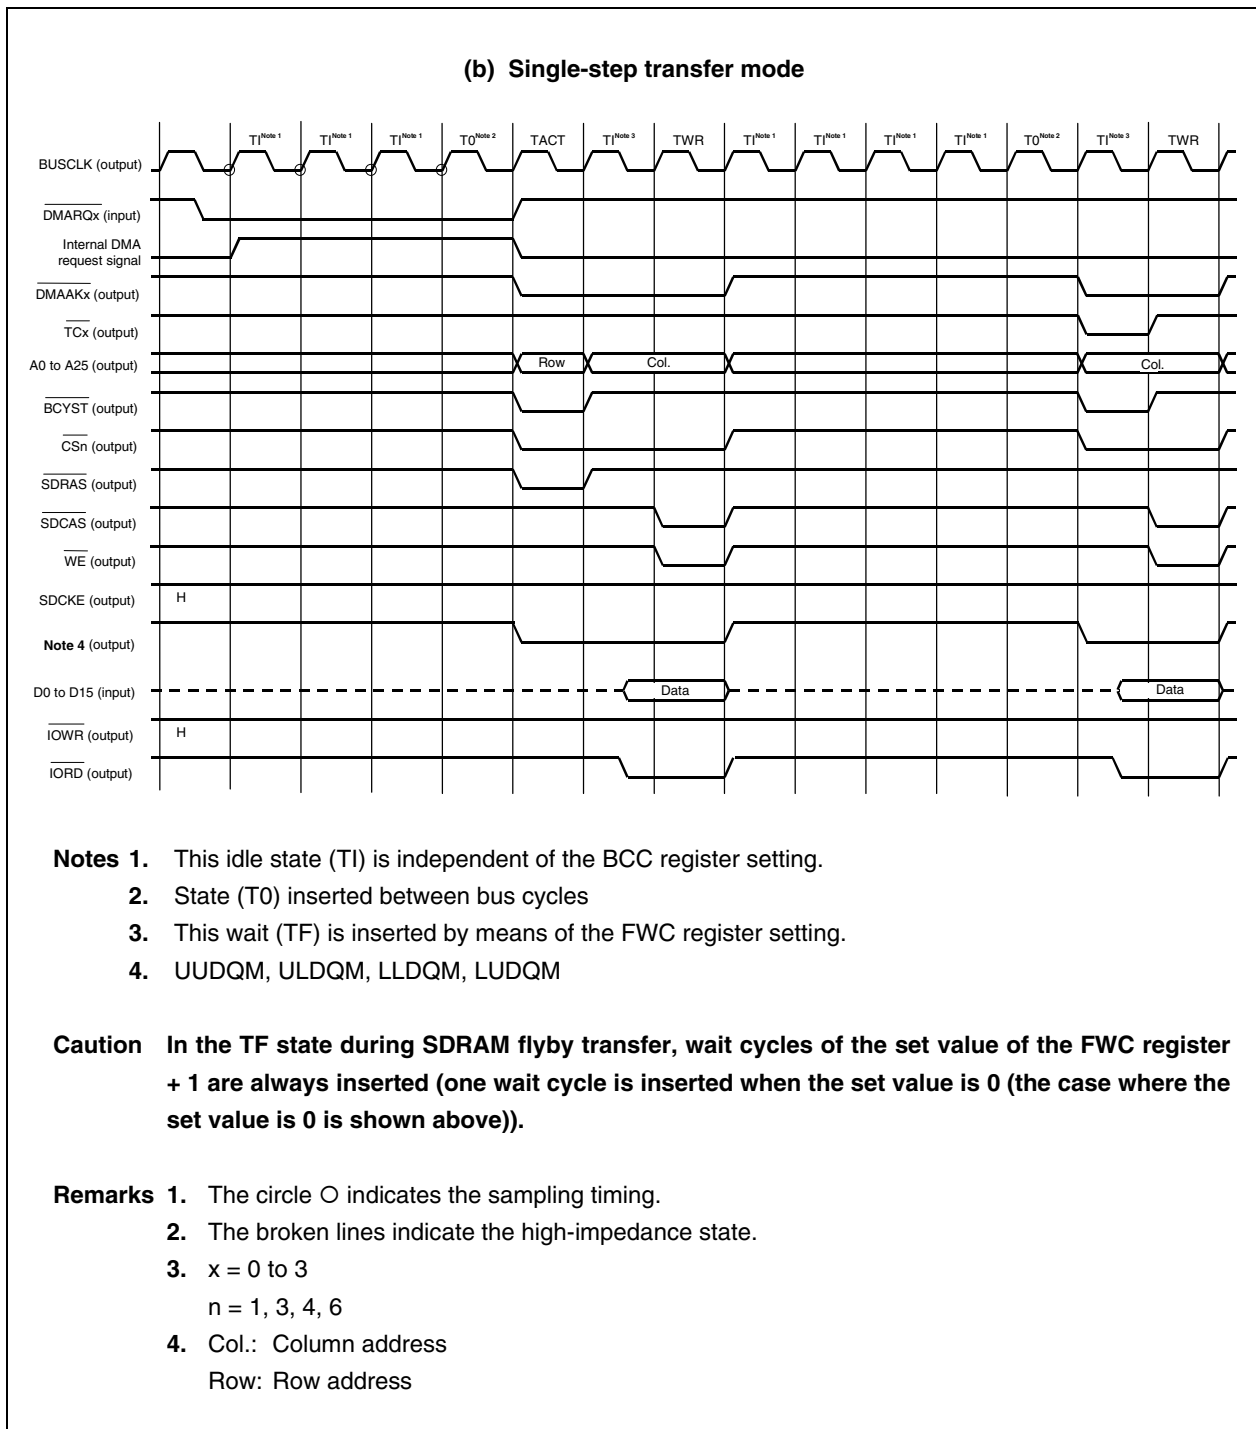 (b) Single-step transfer mode
TI Note 1 TI Note 1 TI Note 1 T0 Note 2 TACT TI Note 3 TWR TI Note 1 TI Note 1 TI Note 1 TI Note 1 T0 Note 2 TI Note 3 TWR
BUSCLK (output)
DMARQx (input)
Internal DMA
request signal
DMAAKx (output)
TCx (output)
A0 to A25 (output) Row Col. Col.
BCYST (output)
CSn (output)
SDRAS (output)
SDCAS (output)
WE (output)
SDCKE (output) H
Note 4 (output)
D0 to D15 (input) Data Data
IOWR (output) H
IORD (output)
Notes 1. This idle state (TI) is independent of the BCC register setting.
2. State (T0) inserted between bus cycles
3. This wait (TF) is inserted by means of the FWC register setting.
4. UUDQM, ULDQM, LLDQM, LUDQM
Caution In the TF state during SDRAM flyby transfer, wait cycles of the set value of the FWC register
+ 1 are always inserted (one wait cycle is inserted when the set value is 0 (the case where the
set value is 0 is shown above)).
Remarks 1. The circle O indicates the sampling timing.
2. The broken lines indicate the high-impedance state.
3. x = 0 to 3
n = 1, 3, 4, 6
4. Col.: Column address
Row: Row address